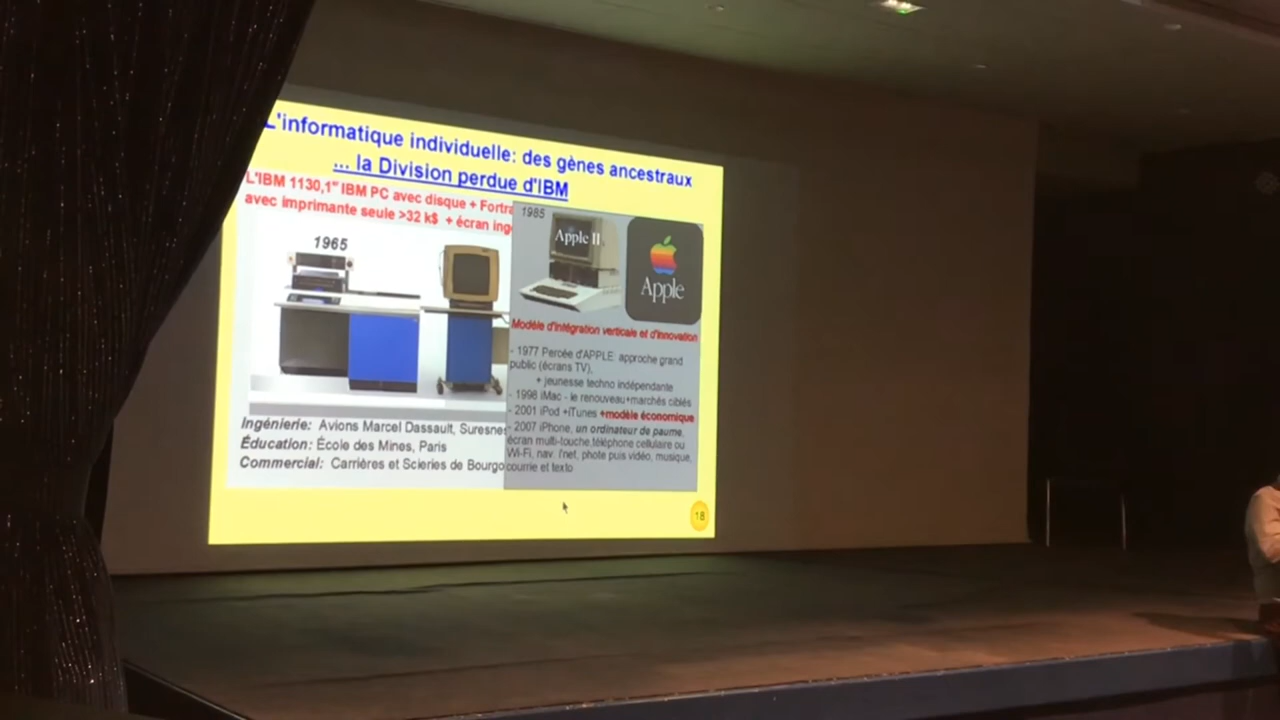 L'informatique individuelle: des gènes ancestraux
... la Division perdue d'IBM
L'IBM 1130,1er IBM PC avec disque + Fortra
avec imprimante seule >32 k$ + écran ing
1965
Ingénierie: Avions Marcel Dassault, Suresnes
Éducation: École des Mines, Paris
Commercial: Carrières et Scieries de Bourgo
1985
Apple II
Apple
Modèle d'intégration verticale et d'innovation
- 1977 Percée d'APPLE approche grand
public (écrans TV),
+ jeunesse techno indépendante
- 1998 iMac - le renouveau+marchés ciblés
- 2001 iPod +iTunes +modèle économique
- 2007 iPhone, un ordinateur de paume,
écran multi-touche,téléphone cellulaire ou
Wi-Fi, nav. l'net, photo puis vidéo, musique,
courrie et texto
18